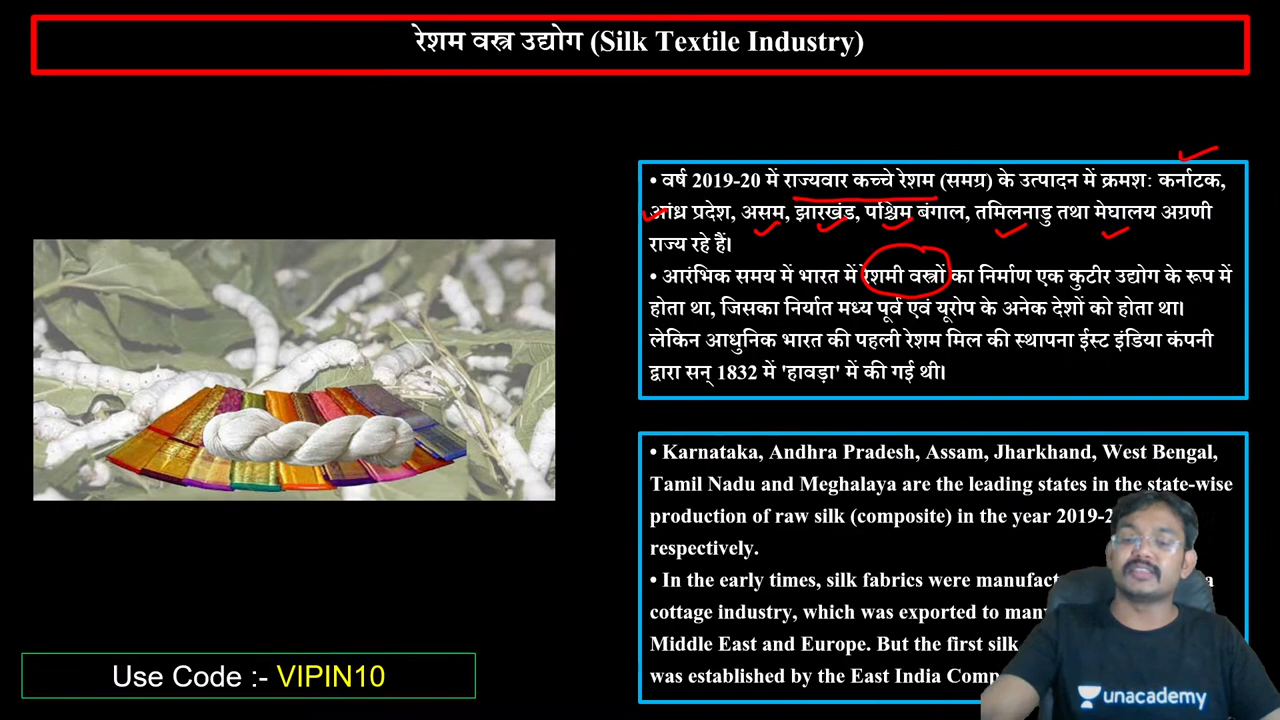 रेशम वस्त्र उद्योग (Silk Textile Industry)
• वर्ष 2019-20 में राज्यवार कच्चे रेशम (समग्र) के उत्पादन में क्रमशः कर्नाटक,
आंध्र प्रदेश, असम, झारखंड, पश्चिम बंगाल, तमिलनाडु तथा मेघालय अग्रणी
राज्य रहे हैं।
• आरंभिक समय में भारत में रेशमी वस्त्रों का निर्माण एक कुटीर उद्योग के रूप में
होता था, जिसका निर्यात मध्य पूर्व एवं यूरोप के अनेक देशों को होता था।
लेकिन आधुनिक भारत की पहली रेशम मिल की स्थापना ईस्ट इंडिया कंपनी
द्वारा सन् 1832 में 'हावड़ा' में की गई थी।
• Karnataka, Andhra Pradesh, Assam, Jharkhand, West Bengal,
Tamil Nadu and Meghalaya are the leading states in the state-wise
production of raw silk (composite) in the year 2019-2
respectively.
• In the early times, silk fabrics were a
cottage industry, which was exported to
Middle East and Europe. But the first silk
was established by the East India
Use Code :- VIPIN10
unacademy